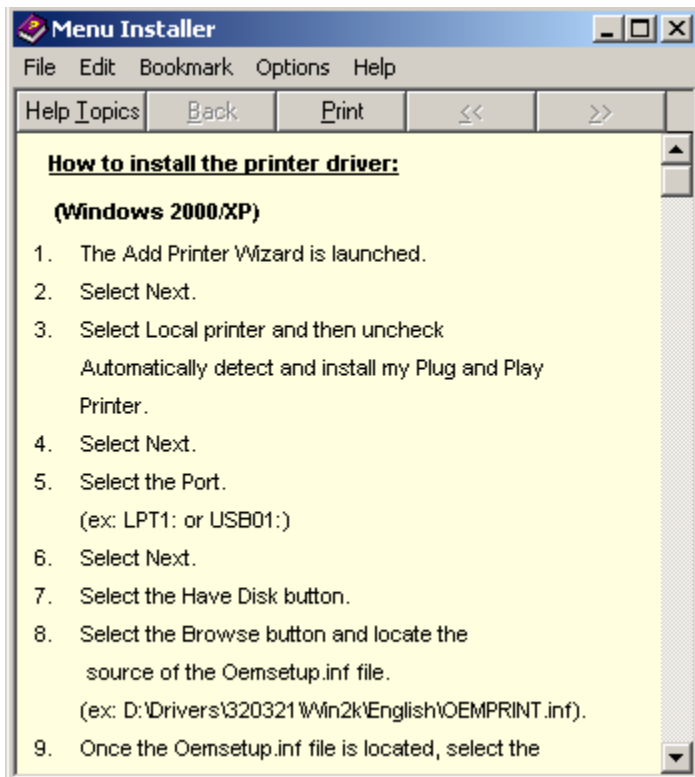 Menu Installer
File Edit Bookmark Options Help
Help Topics Back Print << >>
How to install the printer driver:
(Windows 2000/XP)
1. The Add Printer Wizard is launched.
2. Select Next.
3. Select Local printer and then uncheck
Automatically detect and install my Plug and Play
Printer.
4. Select Next.
5. Select the Port.
(ex: LPT1: or USB01:)
6. Select Next.
7. Select the Have Disk button.
8. Select the Browse button and locate the
source of the Oemsetup.inf file.
(ex: D:\Drivers\320321\Win2k\English\OEMPRINT.inf).
9. Once the Oemsetup.inf file is located, select the